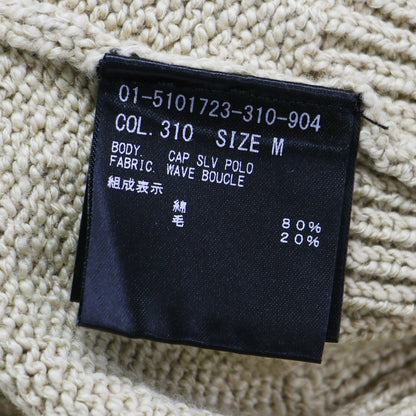 01-5101723-310-904
COL. 310 SIZE M
BODY. CAP SLV POLO
FABRIC. WAVE BOUCLE
組成表示
綿 80%
毛 20%